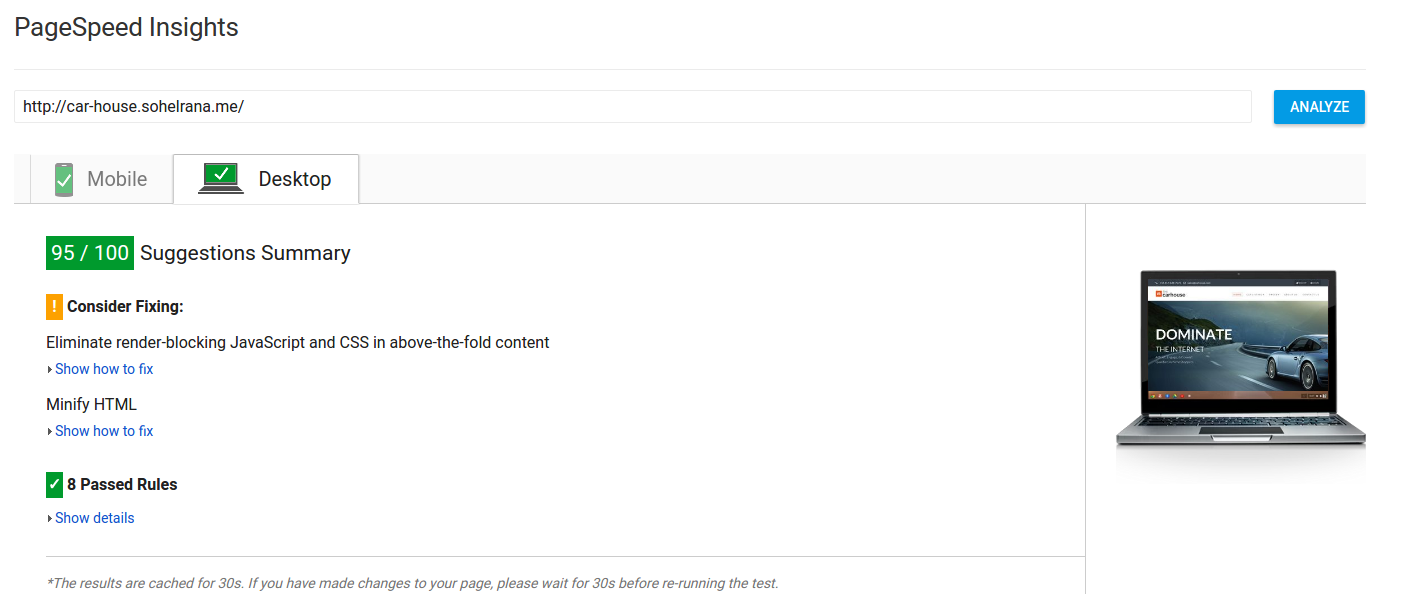 PageSpeed Insights
http://car-house.sohelrana.me/
ANALYZE
Mobile
Desktop
95 / 100 Suggestions Summary
! Consider Fixing:
Eliminate render-blocking JavaScript and CSS in above-the-fold content
Show how to fix
Minify HTML
Show how to fix
8 Passed Rules
Show details
*The results are cached for 30s. If you have made changes to your page, please wait for 30s before re-running the test.
carhouse
DOMINATE
THE INTERNET